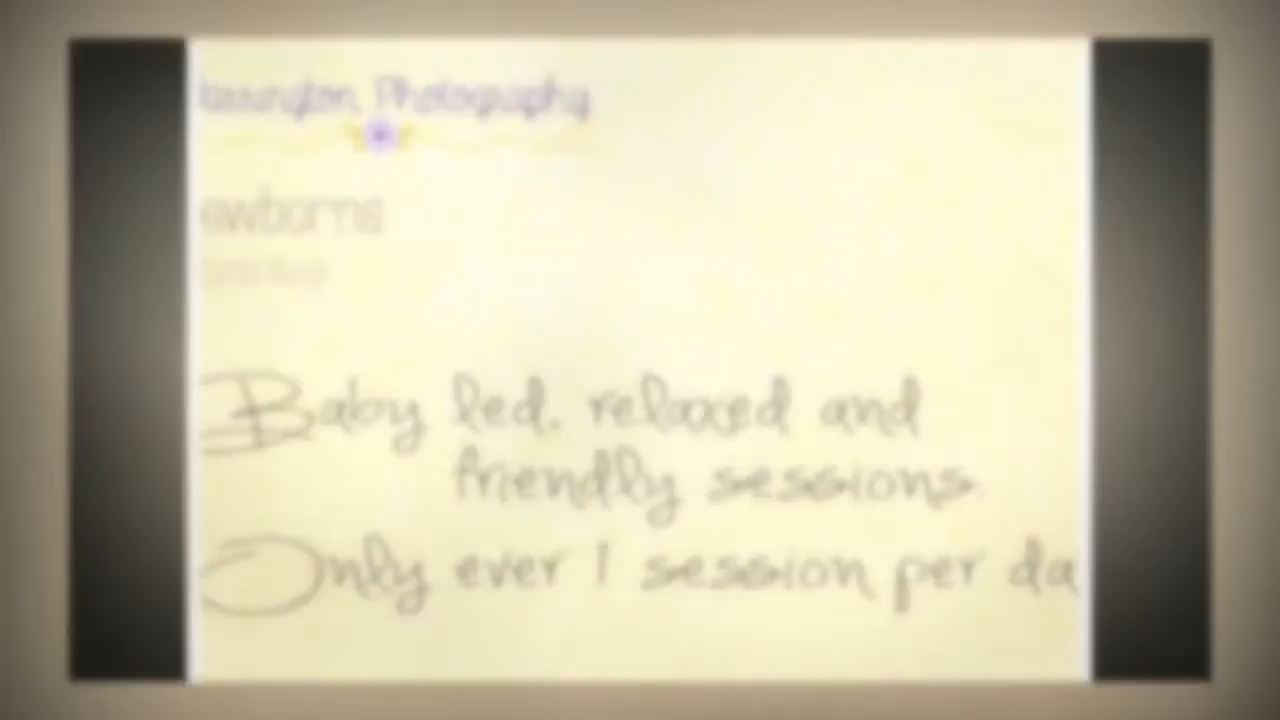 Photography
ewborns
Baby led, relaxed and
friendly sessions.
Only ever 1 session per da